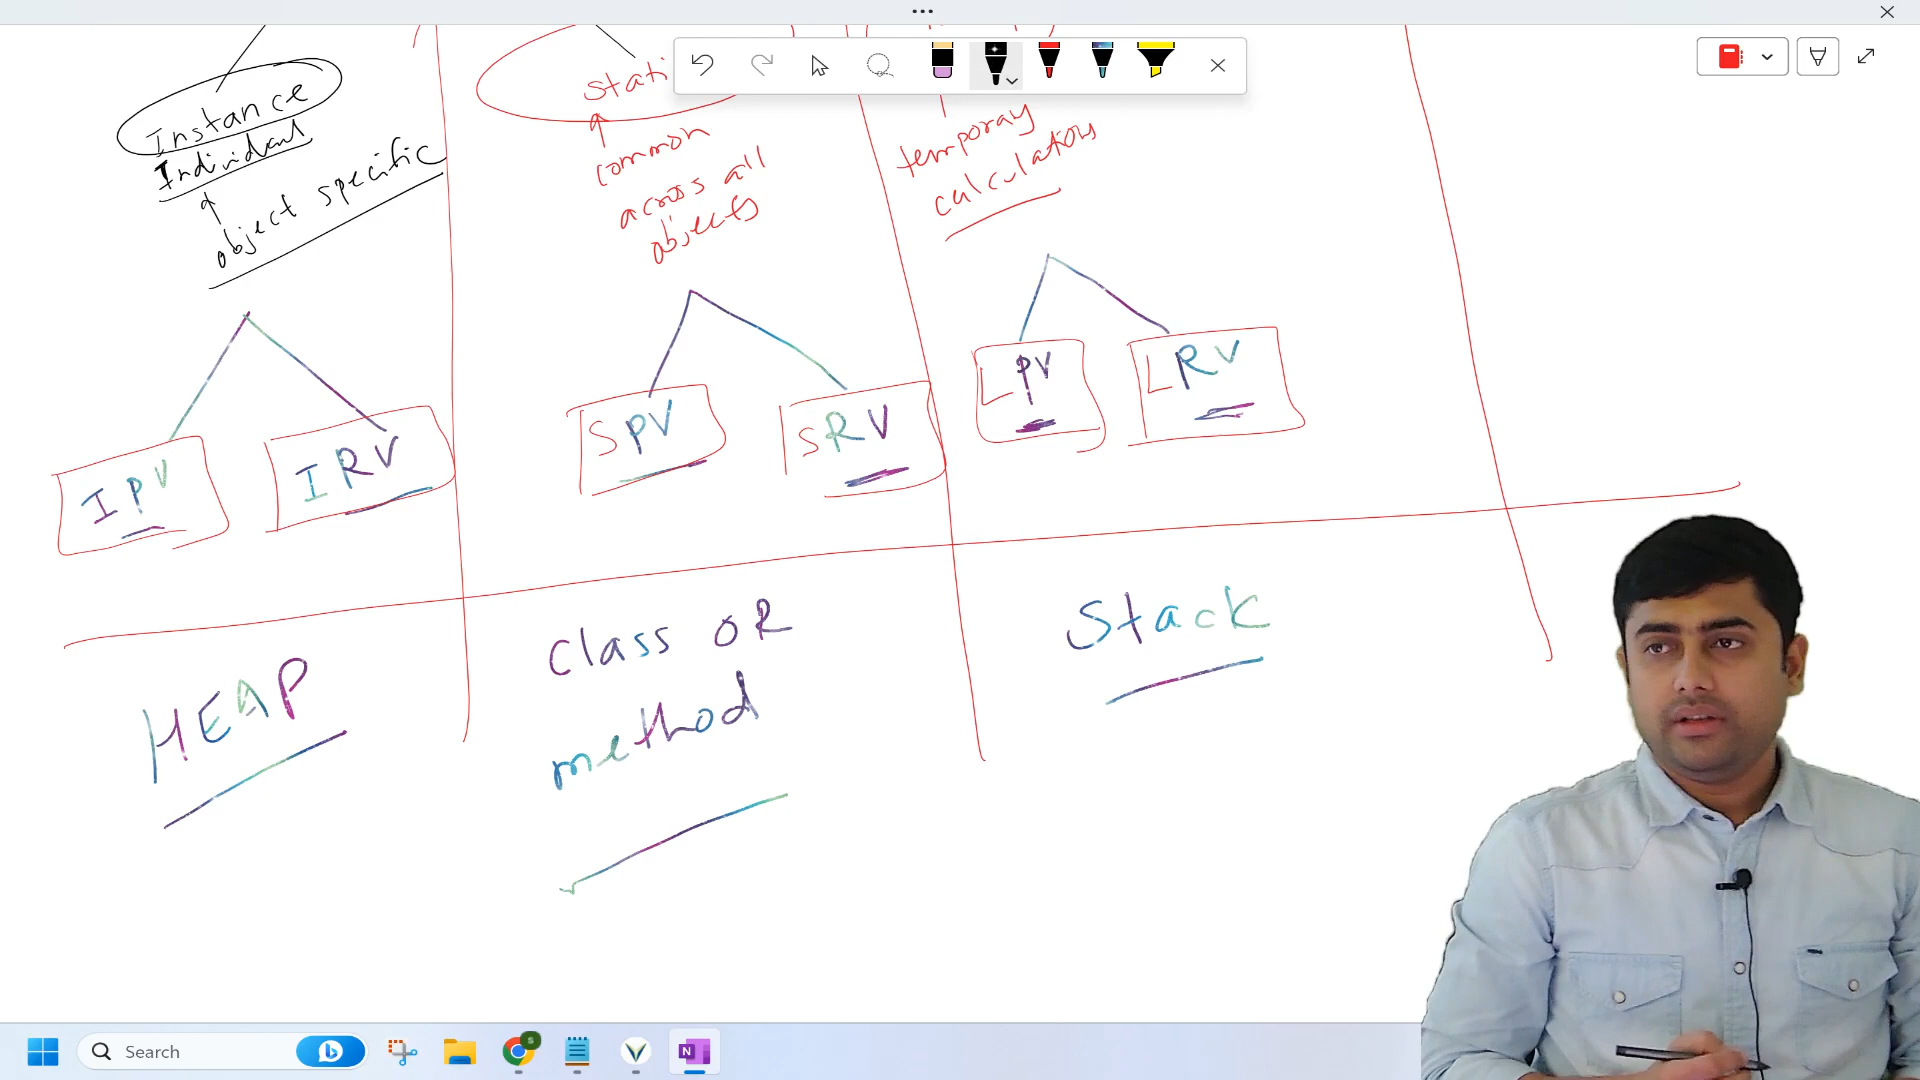 Instance
Individual
object specific
IPV
IRV
HEAP
stati
common
across all
objects
SPV
SRV
class OR
method
temporay
calculations
LPV
LRV
Stack
Search
S
N